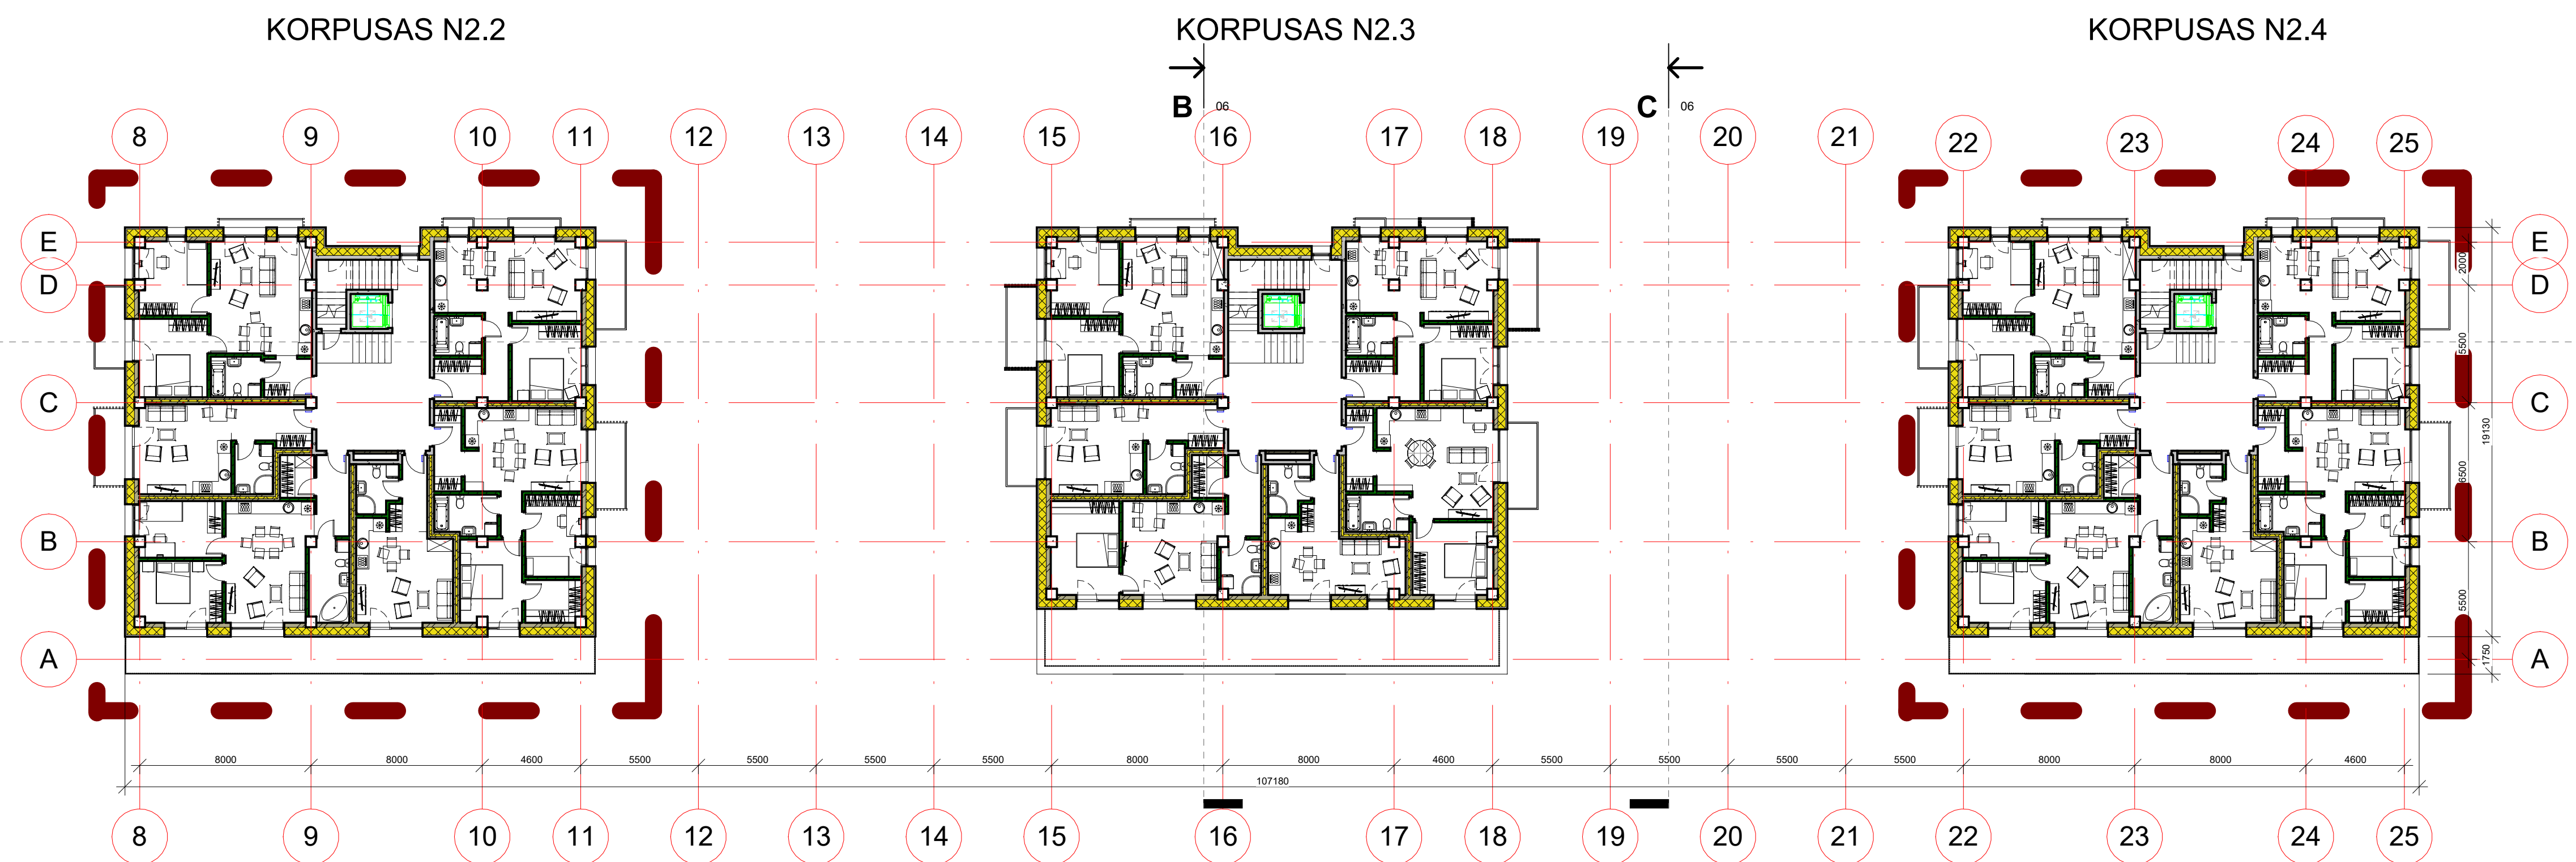 KORPUSAS N2.2 KORPUSAS N2.3 KORPUSAS N2.4
B 06 C 06
8 9 10 11 12 13 14 15 16 17 18 19 20 21 22 23 24 25
E E
2000
D D
5500
C C
19130
6500
B B
5500
A A
1750
8000 8000 4600 5500 5500 5500 5500 8000 8000 4600 5500 5500 5500 5500 8000 8000 4600
107180
8 9 10 11 12 13 14 15 16 17 18 19 20 21 22 23 24 25